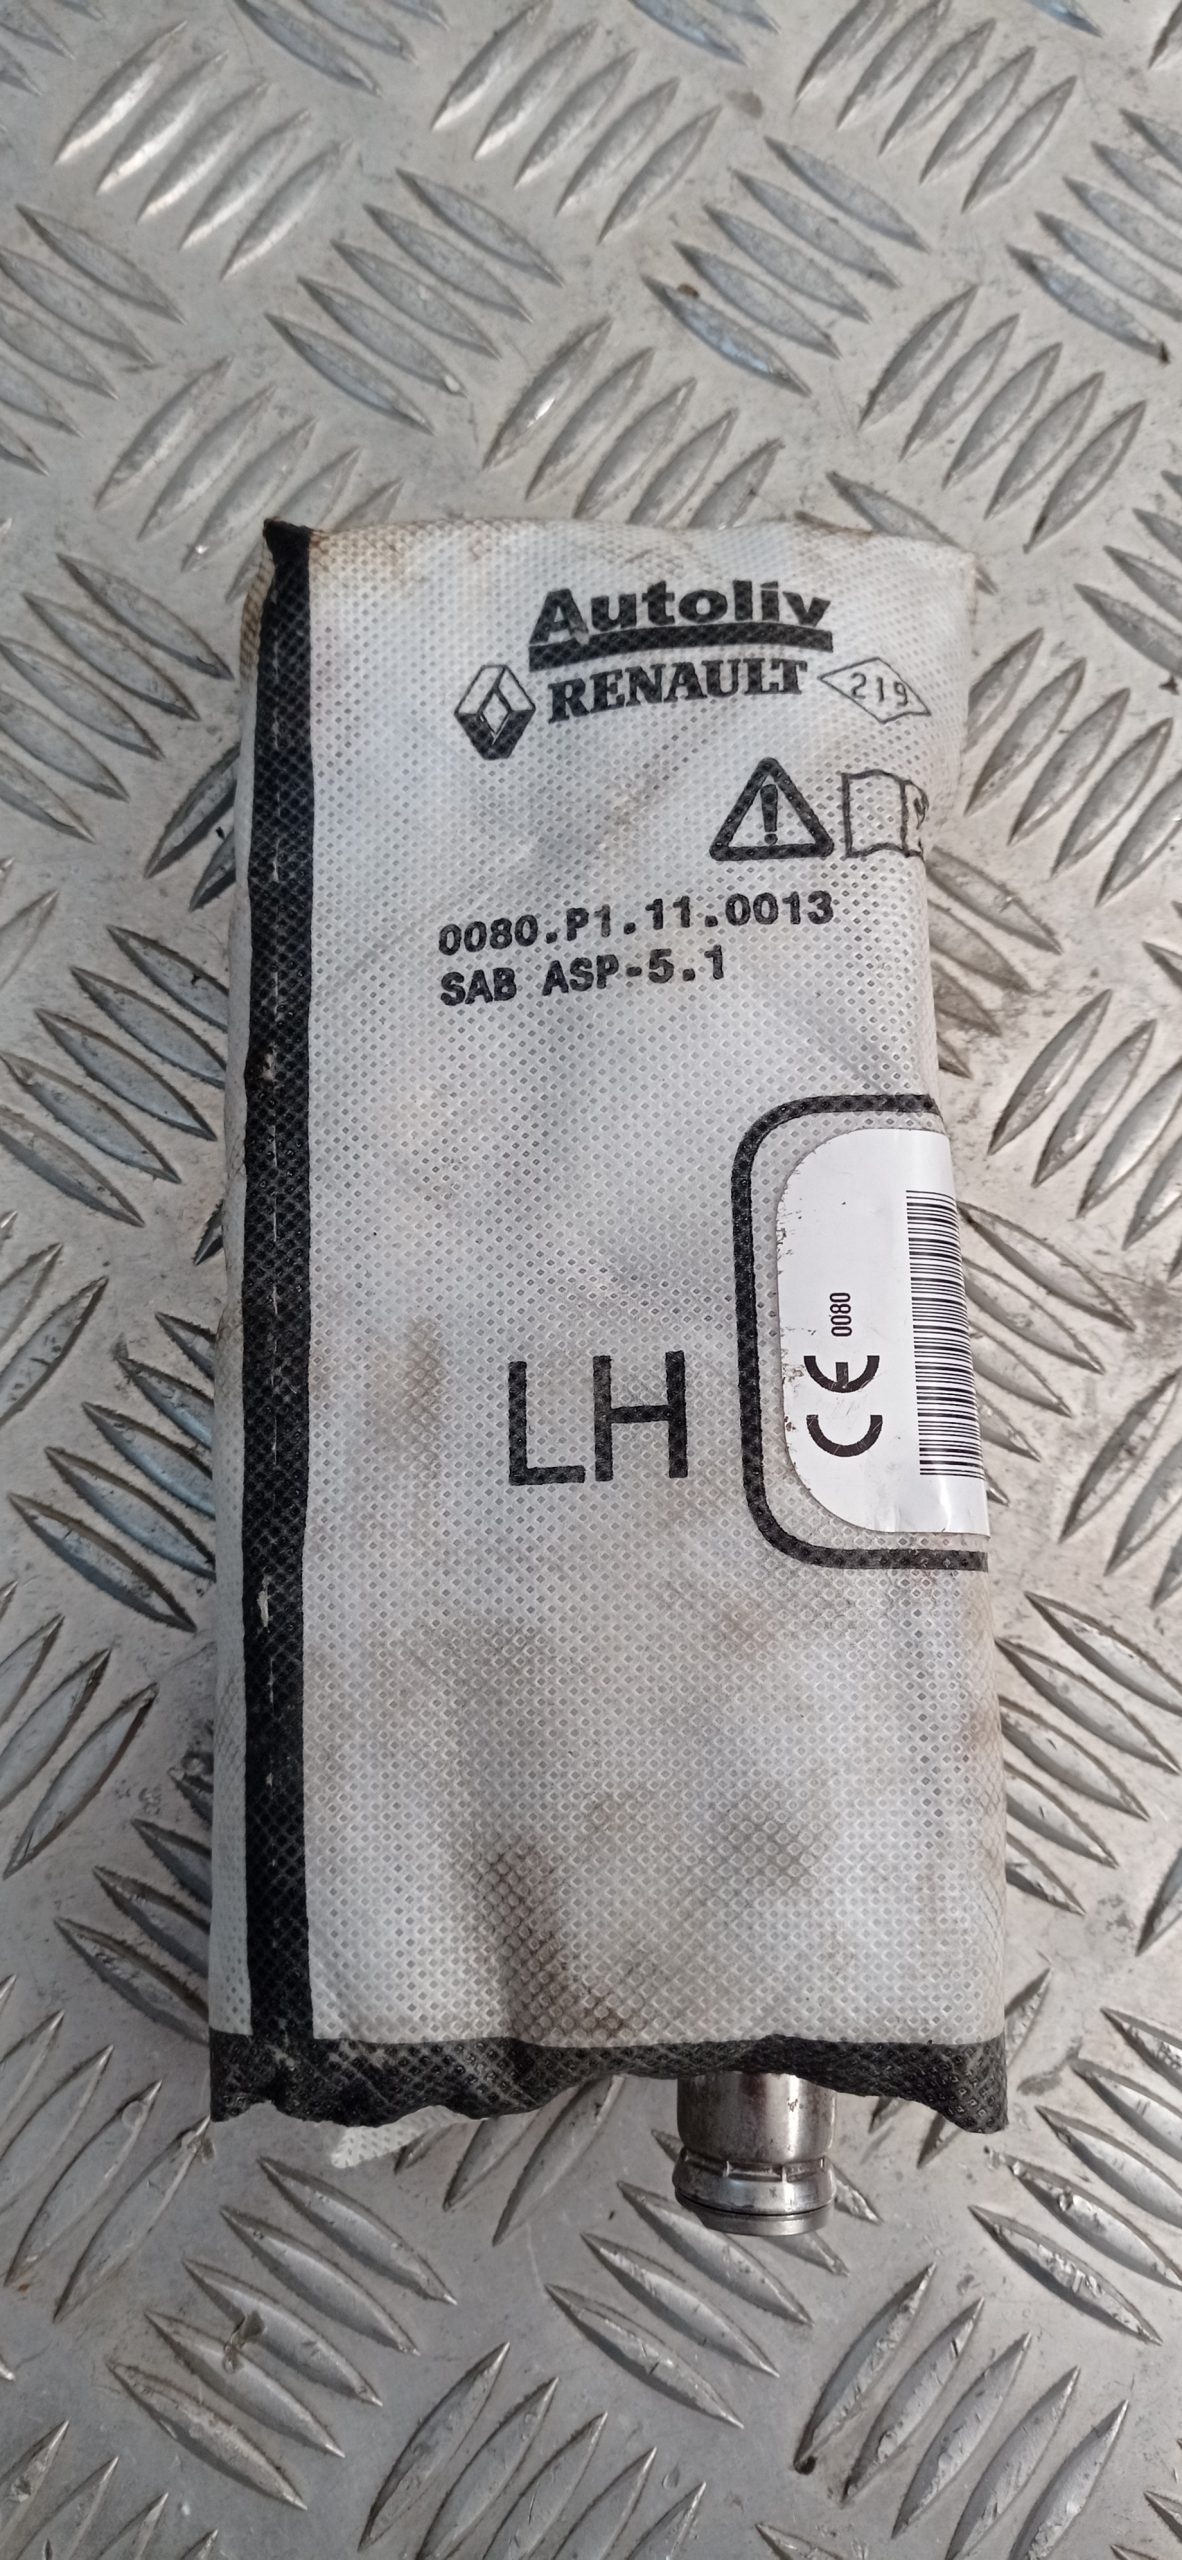 Autoliv
RENAULT 219
0080.P1.11.0013
SAB ASP-5.1
LH
CE 0080